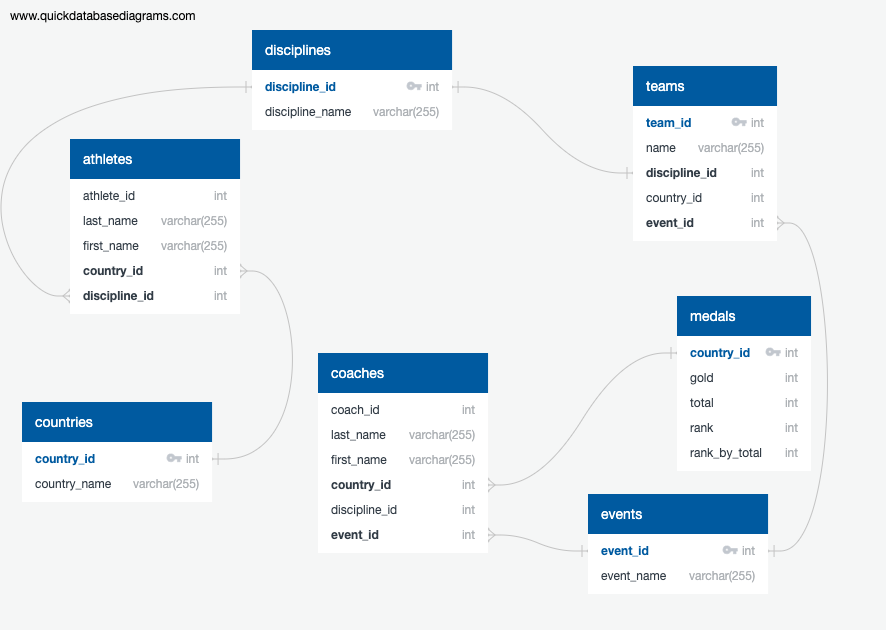 www.quickdatabasediagrams.com
disciplines
discipline_id int
discipline_name varchar(255)
teams
team_id int
name varchar(255)
discipline_id int
country_id int
event_id int
athletes
athlete_id int
last_name varchar(255)
first_name varchar(255)
country_id int
discipline_id int
medals
country_id int
gold int
total int
rank int
rank_by_total int
coaches
coach_id int
last_name varchar(255)
first_name varchar(255)
country_id int
discipline_id int
event_id int
countries
country_id int
country_name varchar(255)
events
event_id int
event_name varchar(255)